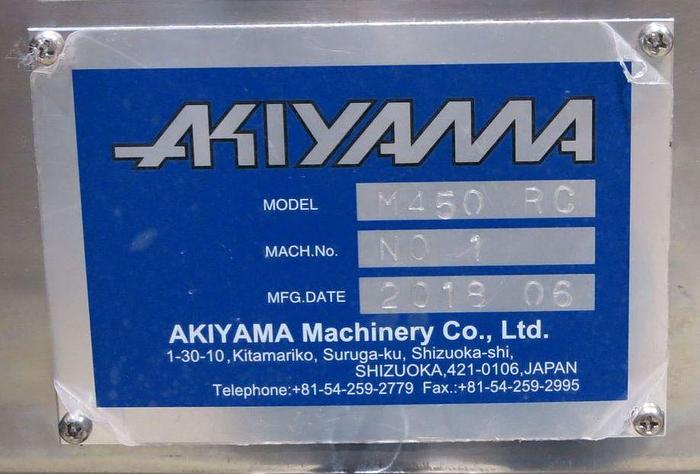 AKIYAMA
MODEL M450 RC
MACH.No. NO 1
MFG.DATE 2018 06
AKIYAMA Machinery Co., Ltd.
1-30-10,Kitamariko, Suruga-ku, Shizuoka-shi,
SHIZUOKA,421-0106,JAPAN
Telephone:+81-54-259-2779 Fax.:+81-54-259-2995